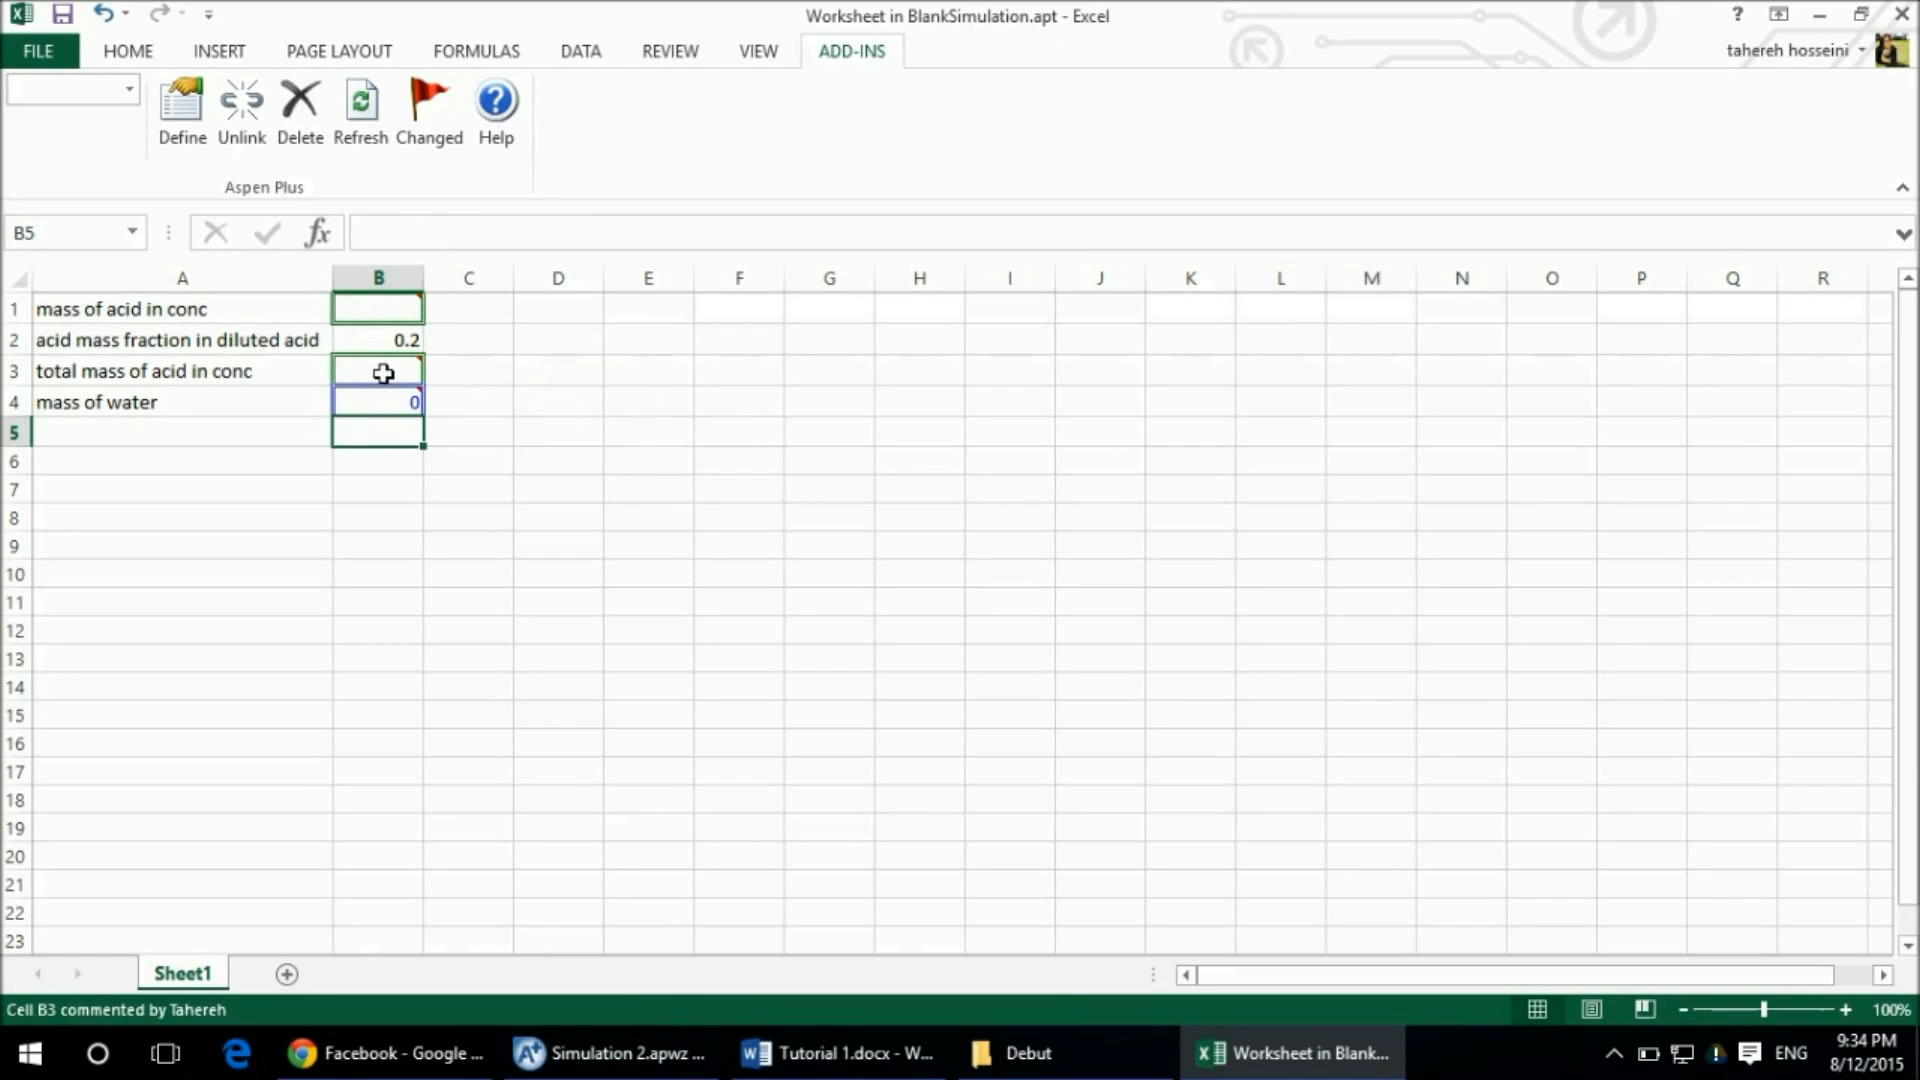 Worksheet in BlankSimulation.apt - Excel
?
FILE HOME INSERT PAGE LAYOUT FORMULAS DATA REVIEW VIEW ADD-INS
tahereh hosseini
Define Unlink Delete Refresh Changed Help
Aspen Plus
B5 fx
A B C D E F G H I J K L M N O P Q R
1 mass of acid in conc
2 acid mass fraction in diluted acid 0.2
3 total mass of acid in conc
4 mass of water 0
5
6
7
8
9
10
11
12
13
14
15
16
17
18
19
20
21
22
23
Sheet1
Cell B3 commented by Tahereh
100%
Facebook - Google ... Simulation 2.apwz ... Tutorial 1.docx - W... Debut Worksheet in Blank... ENG
9:34 PM
8/12/2015